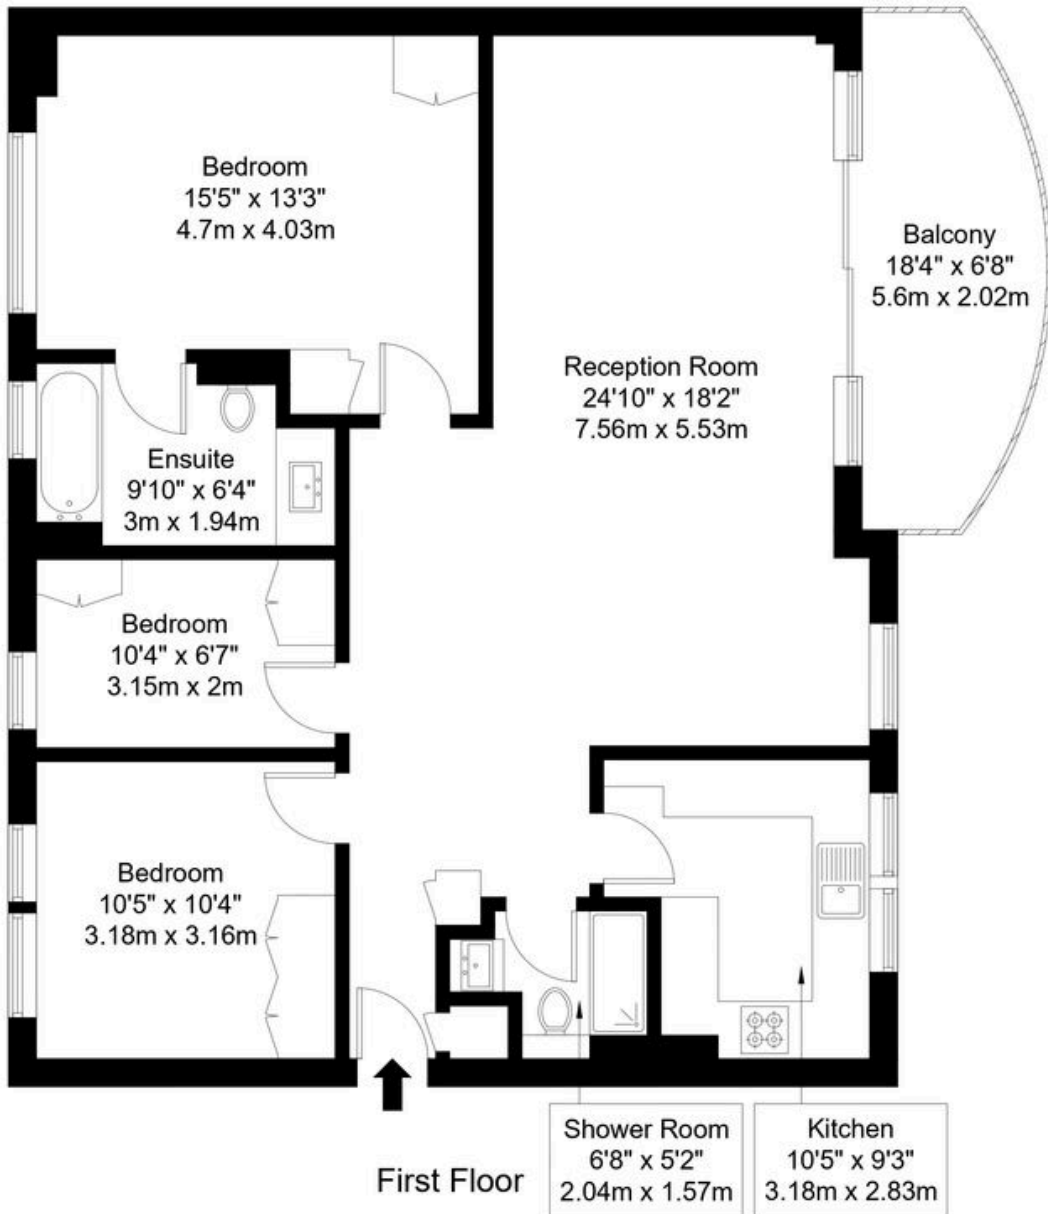 Bedroom
15'5" x 13'3"
4.7m x 4.03m
Balcony
18'4" x 6'8"
5.6m x 2.02m
Reception Room
24'10" x 18'2"
7.56m x 5.53m
Ensuite
9'10" x 6'4"
3m x 1.94m
Bedroom
10'4" x 6'7"
3.15m x 2m
Bedroom
10'5" x 10'4"
3.18m x 3.16m
Shower Room
6'8" x 5'2"
2.04m x 1.57m
Kitchen
10'5" x 9'3"
3.18m x 2.83m
First Floor